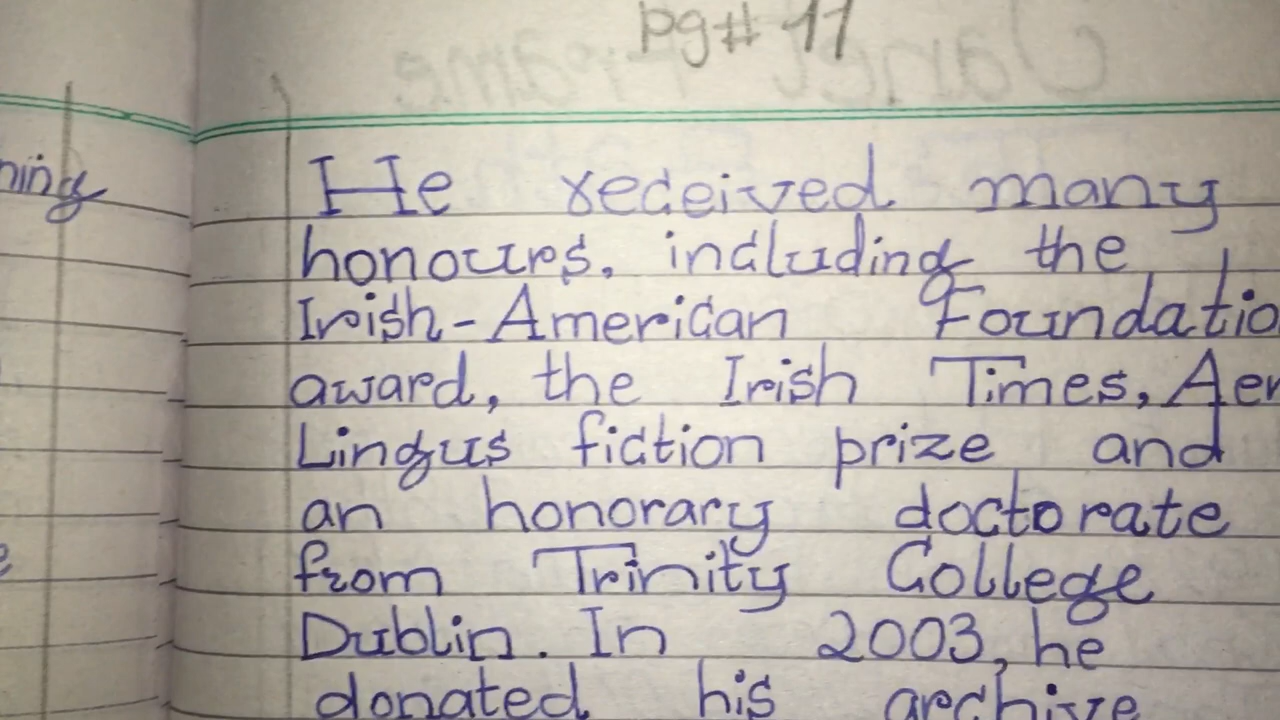 pg# 11
He received many
honours, including the
Irish-American Foundatio
award, the Irish Times, Aer
Lingus fiction prize and
an honorary doctorate
from Trinity College
Dublin. In 2003, he
donated his archive